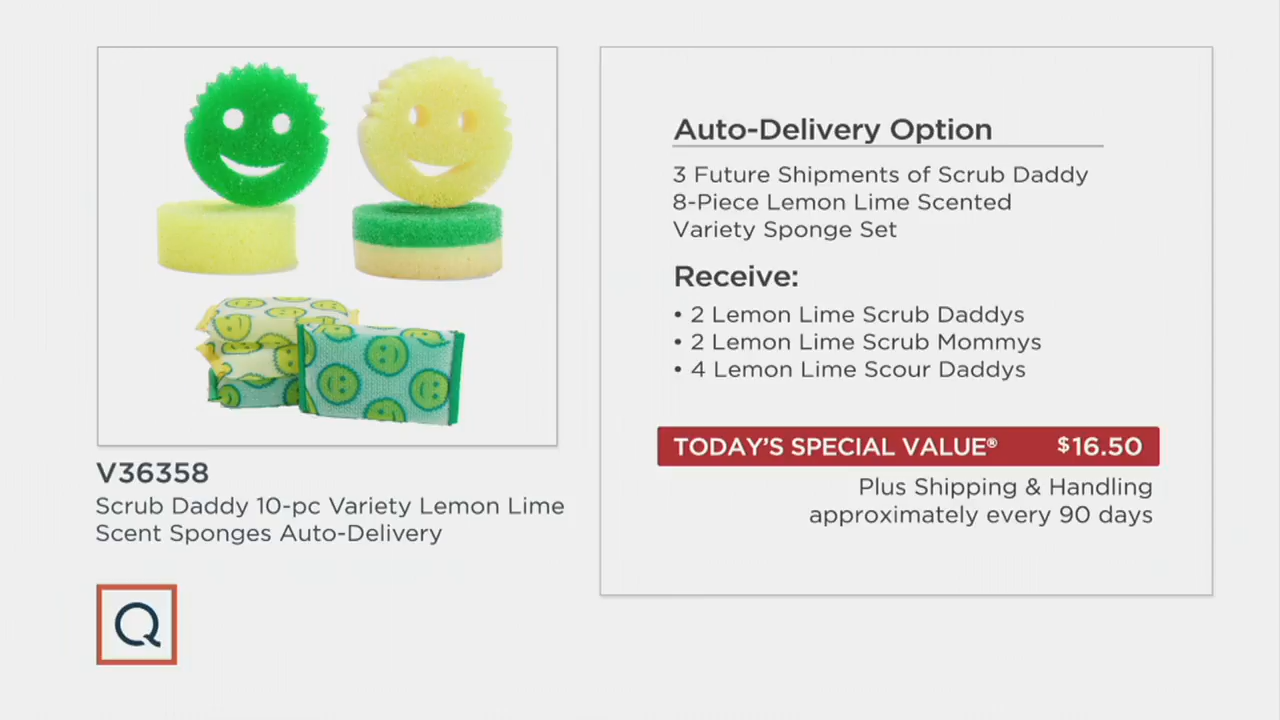 Auto-Delivery Option
3 Future Shipments of Scrub Daddy
8-Piece Lemon Lime Scented
Variety Sponge Set
Receive:
• 2 Lemon Lime Scrub Daddys
• 2 Lemon Lime Scrub Mommys
• 4 Lemon Lime Scour Daddys
TODAY'S SPECIAL VALUE® $16.50
Plus Shipping & Handling
approximately every 90 days
V36358
Scrub Daddy 10-pc Variety Lemon Lime
Scent Sponges Auto-Delivery
Q